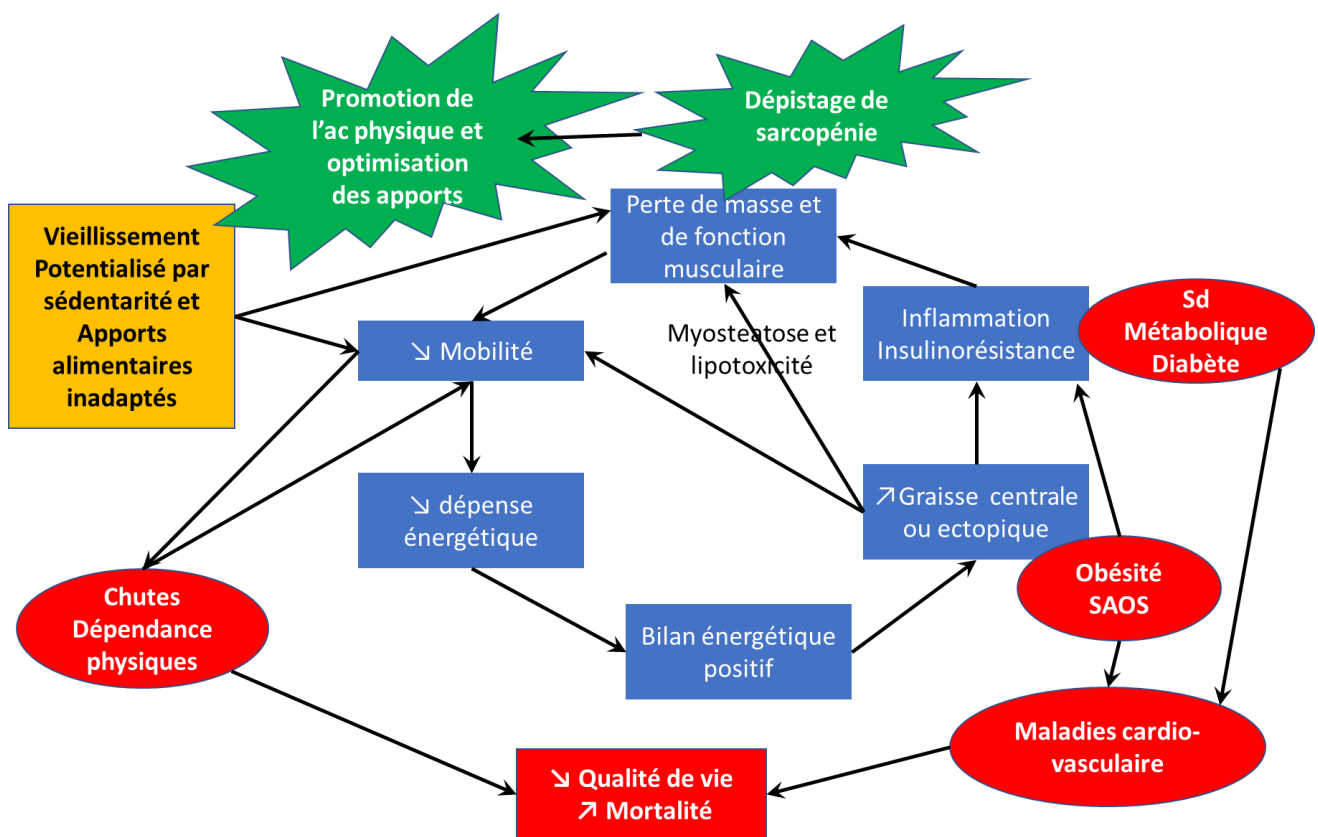 Promotion de
l'ac physique et
optimisation
des apports
Dépistage de
sarcopénie
Vieillissement
Potentialisé par
sédentarité et
Apports
alimentaires
inadaptés
Perte de masse et
de fonction
musculaire
Inflammation
Insulinorésistance
Sd
Métabolique
Diabète
↘ Mobilité
Myosteatose et
lipotoxicité
↘ dépense
énergétique
↗ Graisse centrale
ou ectopique
Obésité
SAOS
Chutes
Dépendance
physiques
Bilan énergétique
positif
Maladies cardio-
vasculaire
↘ Qualité de vie
↗ Mortalité